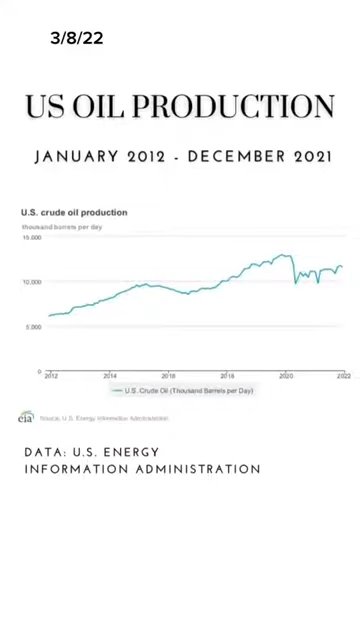 3/8/22
US OIL PRODUCTION
JANUARY 2012 - DECEMBER 2021
U.S. crude oil production
thousand barrels per day
15,000
10,000
5,000
0
2012 2014 2016 2018 2020 2022
U.S. Crude Oil (Thousand Barrels per Day)
eia Source: U.S. Energy Information Administration
DATA: U.S. ENERGY
INFORMATION ADMINISTRATION